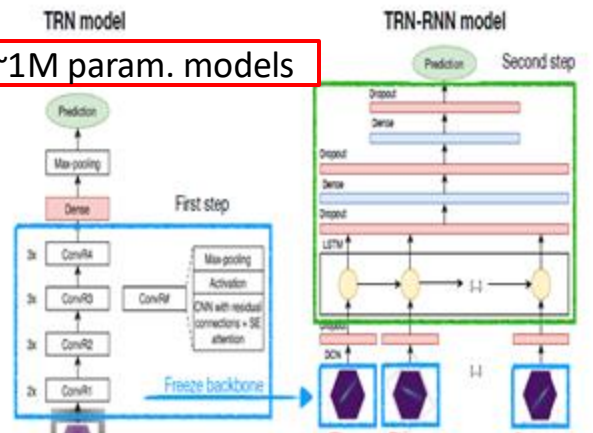 TRN model
TRN-RNN model
~1M param. models
Prediction
Max-pooling
Dense
First step
3x ConvR4
3x ConvR3
3x ConvR2
2x ConvR1
ConvR#
Max-pooling
Activation
CNN with residual
connections + SE
attention
Freeze backbone
Second step
Prediction
Dropout
Dense
Dropout
Dense
Dropout
LSTM
[...]
Dropout
DCN
[...]